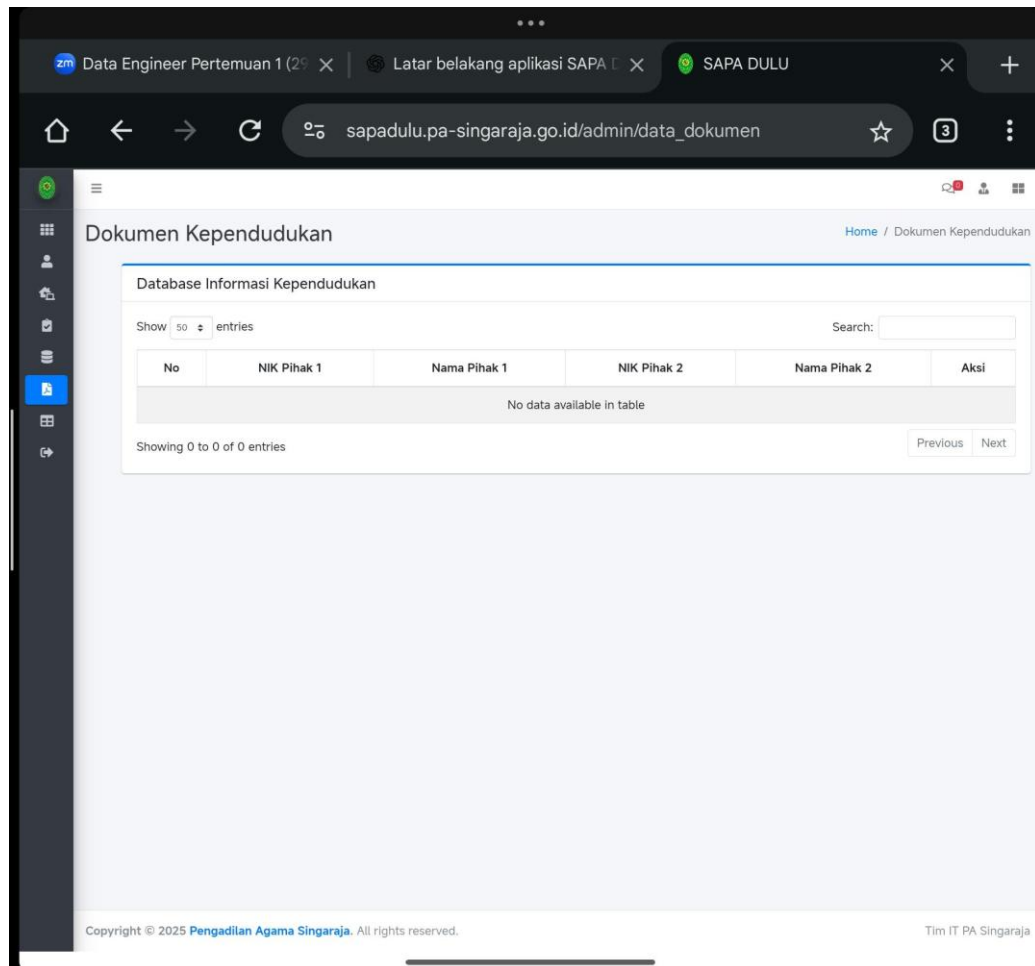 zm Data Engineer Pertemuan 1 (29
Latar belakang aplikasi SAPA D
SAPA DULU
sapadulu.pa-singaraja.go.id/admin/data_dokumen
3
0
Dokumen Kependudukan
Home / Dokumen Kependudukan
Database Informasi Kependudukan
Show 50 entries
Search:
No NIK Pihak 1 Nama Pihak 1 NIK Pihak 2 Nama Pihak 2 Aksi
No data available in table
Showing 0 to 0 of 0 entries
Previous Next
Copyright © 2025 Pengadilan Agama Singaraja. All rights reserved.
Tim IT PA Singaraja